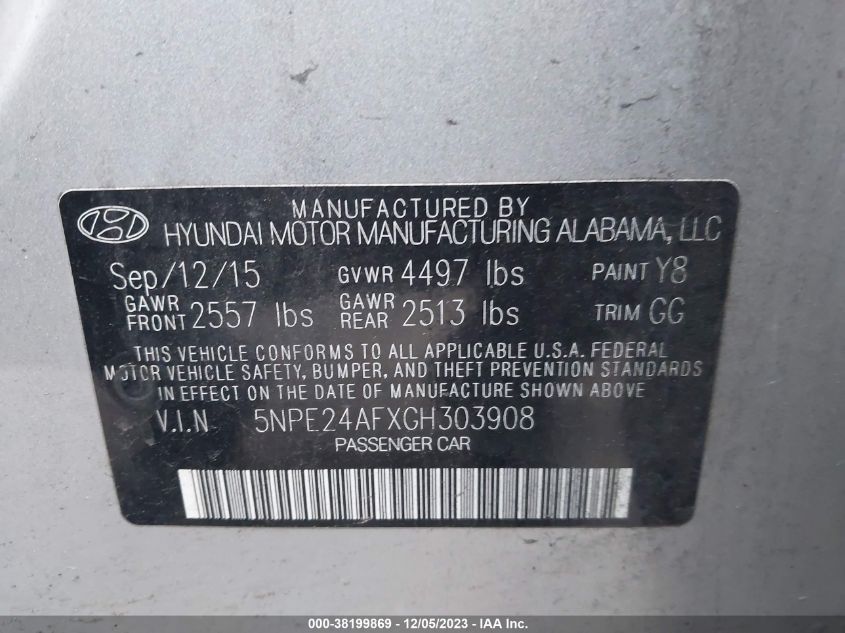 MANUFACTURED BY
HYUNDAI MOTOR MANUFACTURING ALABAMA, LLC
Sep/12/15 GVWR 4497 lbs PAINT Y8
GAWR FRONT 2557 lbs GAWR REAR 2513 lbs TRIM GG
THIS VEHICLE CONFORMS TO ALL APPLICABLE U.S.A. FEDERAL
MOTOR VEHICLE SAFETY, BUMPER, AND THEFT PREVENTION STANDARDS
IN EFFECT ON THE DATE OF MANUFACTURE SHOWN ABOVE
V.I.N 5NPE24AFXGH303908
PASSENGER CAR
000-38199869 - 12/05/2023 - IAA Inc.